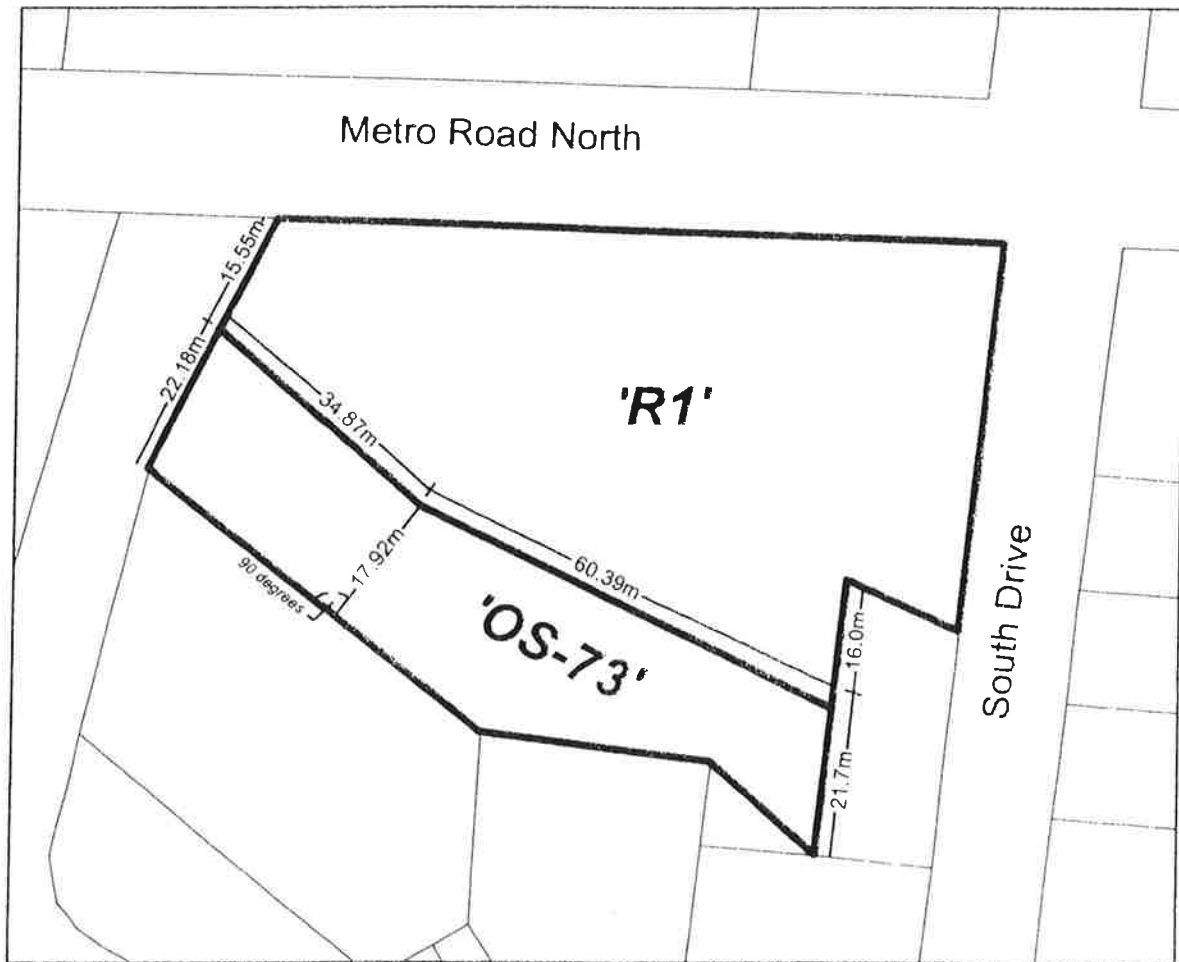 Metro Road North
15.55m
22.18m
34.87m
'R1'
17.92m
90 degrees
60.39m
'OS-73'
16.0m
21.7m
South Drive